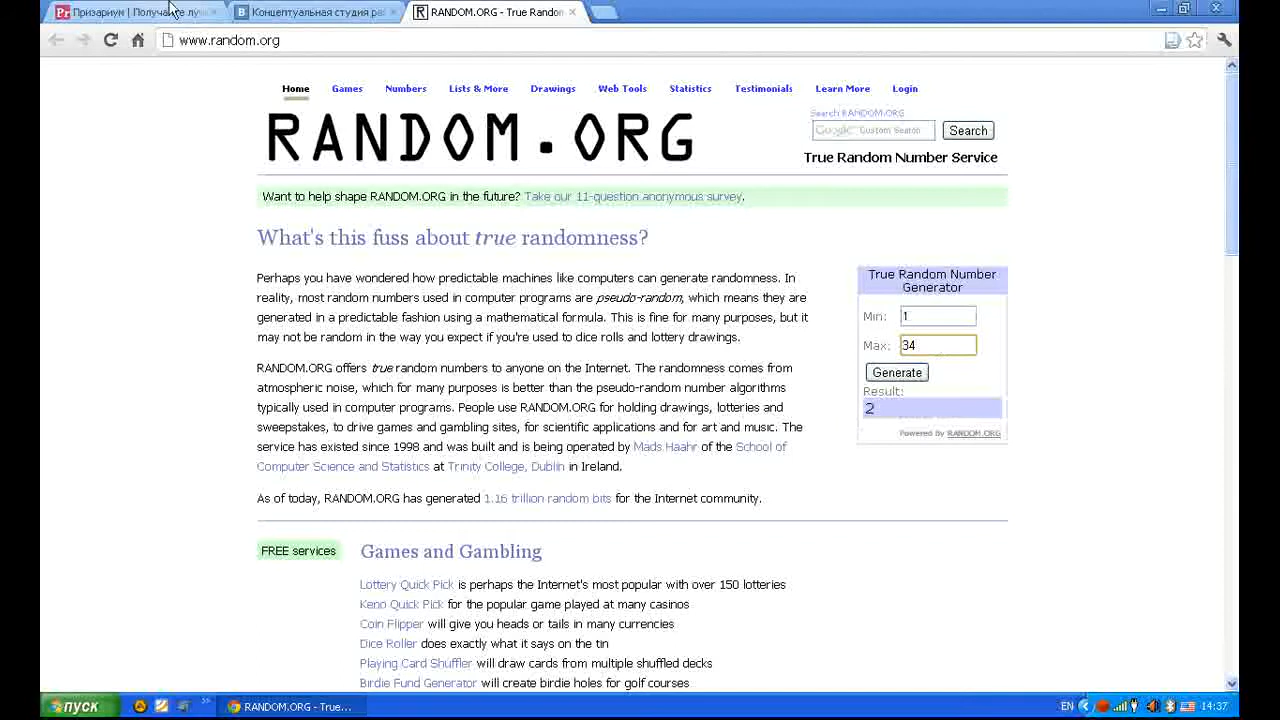 Призариум | Получайте лу
Концептуальная студия ра
RANDOM.ORG - True Random
www.random.org
Home Games Numbers Lists & More Drawings Web Tools Statistics Testimonials Learn More Login
RANDOM.ORG
Search RANDOM.ORG
Google Custom Search Search
True Random Number Service
Want to help shape RANDOM.ORG in the future? Take our 11-question anonymous survey.
What's this fuss about true randomness?
Perhaps you have wondered how predictable machines like computers can generate randomness. In
reality, most random numbers used in computer programs are pseudo-random, which means they are
generated in a predictable fashion using a mathematical formula. This is fine for many purposes, but it
may not be random in the way you expect if you're used to dice rolls and lottery drawings.
RANDOM.ORG offers true random numbers to anyone on the Internet. The randomness comes from
atmospheric noise, which for many purposes is better than the pseudo-random number algorithms
typically used in computer programs. People use RANDOM.ORG for holding drawings, lotteries and
sweepstakes, to drive games and gambling sites, for scientific applications and for art and music. The
service has existed since 1998 and was built and is being operated by Mads Haahr of the School of
Computer Science and Statistics at Trinity College, Dublin in Ireland.
As of today, RANDOM.ORG has generated 1.16 trillion random bits for the Internet community.
True Random Number
Generator
Min: 1
Max: 34
Generate
Result:
2
Powered By RANDOM.ORG
FREE services
Games and Gambling
Lottery Quick Pick is perhaps the Internet's most popular with over 150 lotteries
Keno Quick Pick for the popular game played at many casinos
Coin Flipper will give you heads or tails in many currencies
Dice Roller does exactly what it says on the tin
Playing Card Shuffler will draw cards from multiple shuffled decks
Birdie Fund Generator will create birdie holes for golf courses
пуск
RANDOM.ORG - True...
EN
14:37